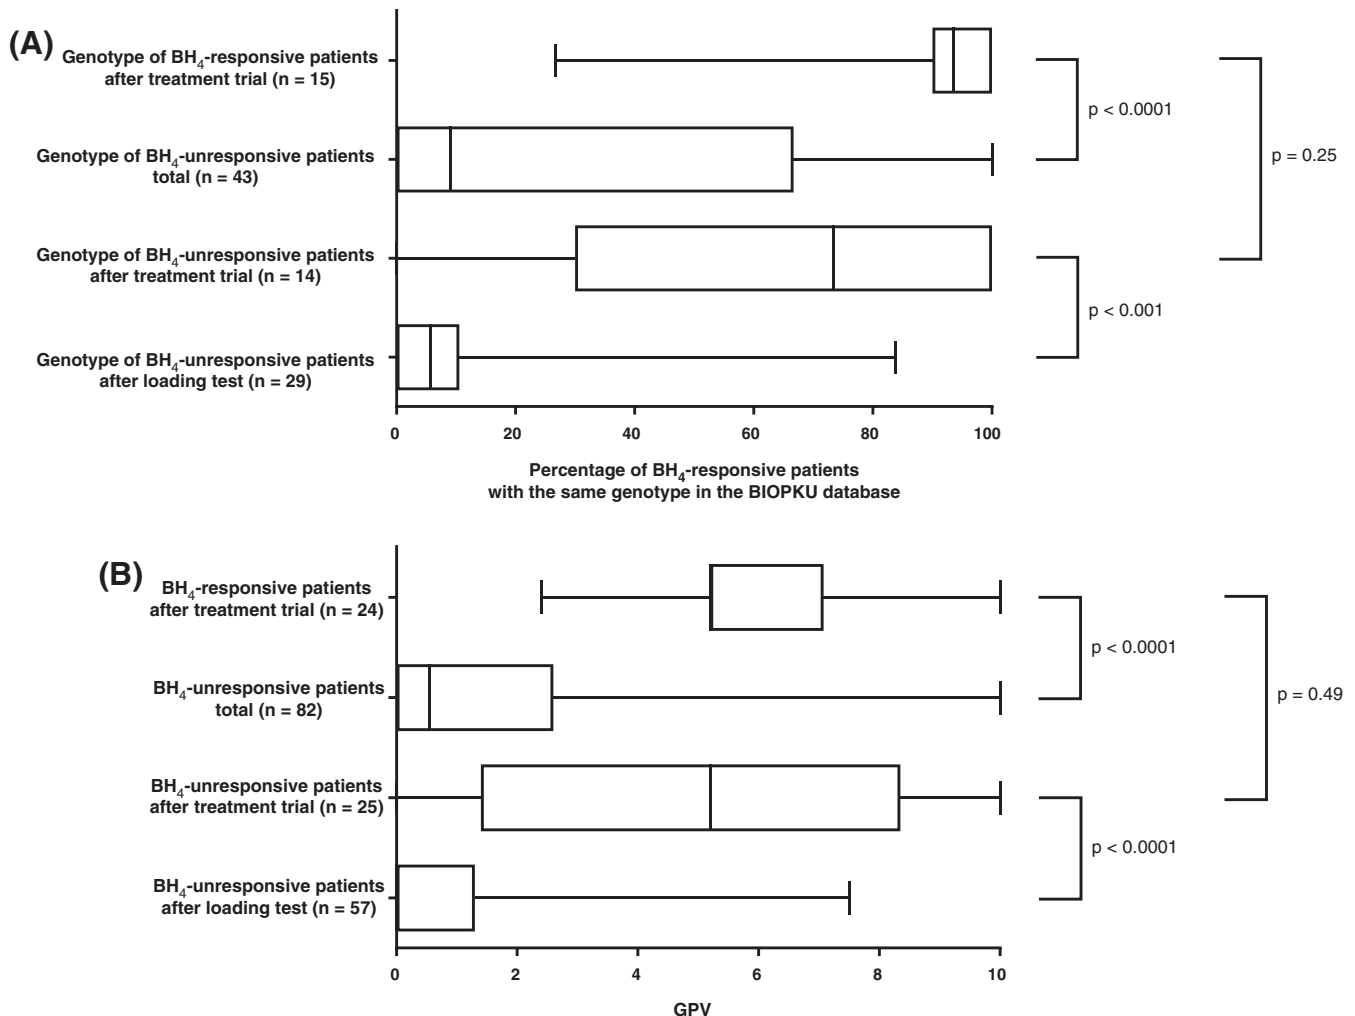 (A)
Genotype of BH4-responsive patients
after treatment trial (n = 15)
p < 0.0001
Genotype of BH4-unresponsive patients
total (n = 43)
p = 0.25
Genotype of BH4-unresponsive patients
after treatment trial (n = 14)
p < 0.001
Genotype of BH4-unresponsive patients
after loading test (n = 29)
0 20 40 60 80 100
Percentage of BH4-responsive patients
with the same genotype in the BIOPKU database
(B)
BH4-responsive patients
after treatment trial (n = 24)
p < 0.0001
BH4-unresponsive patients
total (n = 82)
p = 0.49
BH4-unresponsive patients
after treatment trial (n = 25)
p < 0.0001
BH4-unresponsive patients
after loading test (n = 57)
0 2 4 6 8 10
GPV